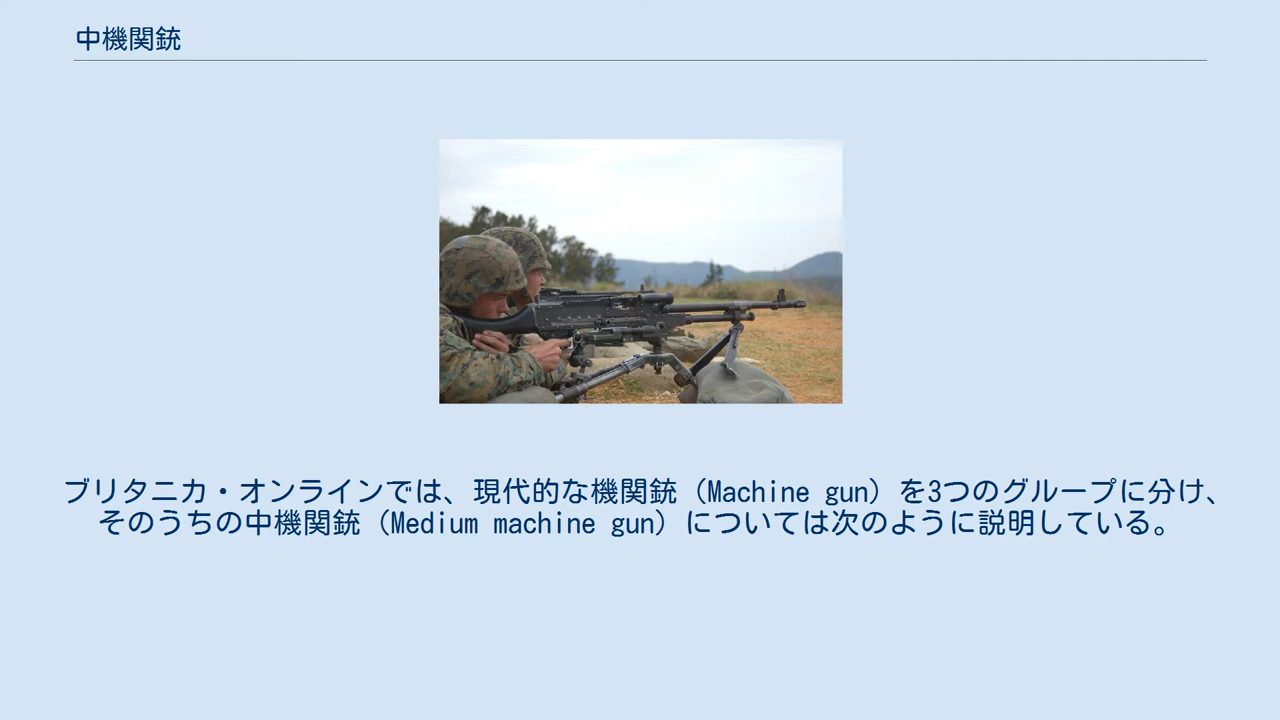 中機関銃
ブリタニカ・オンラインでは、現代的な機関銃（Machine gun）を3つのグループに分け、
そのうちの中機関銃（Medium machine gun）については次のように説明している。